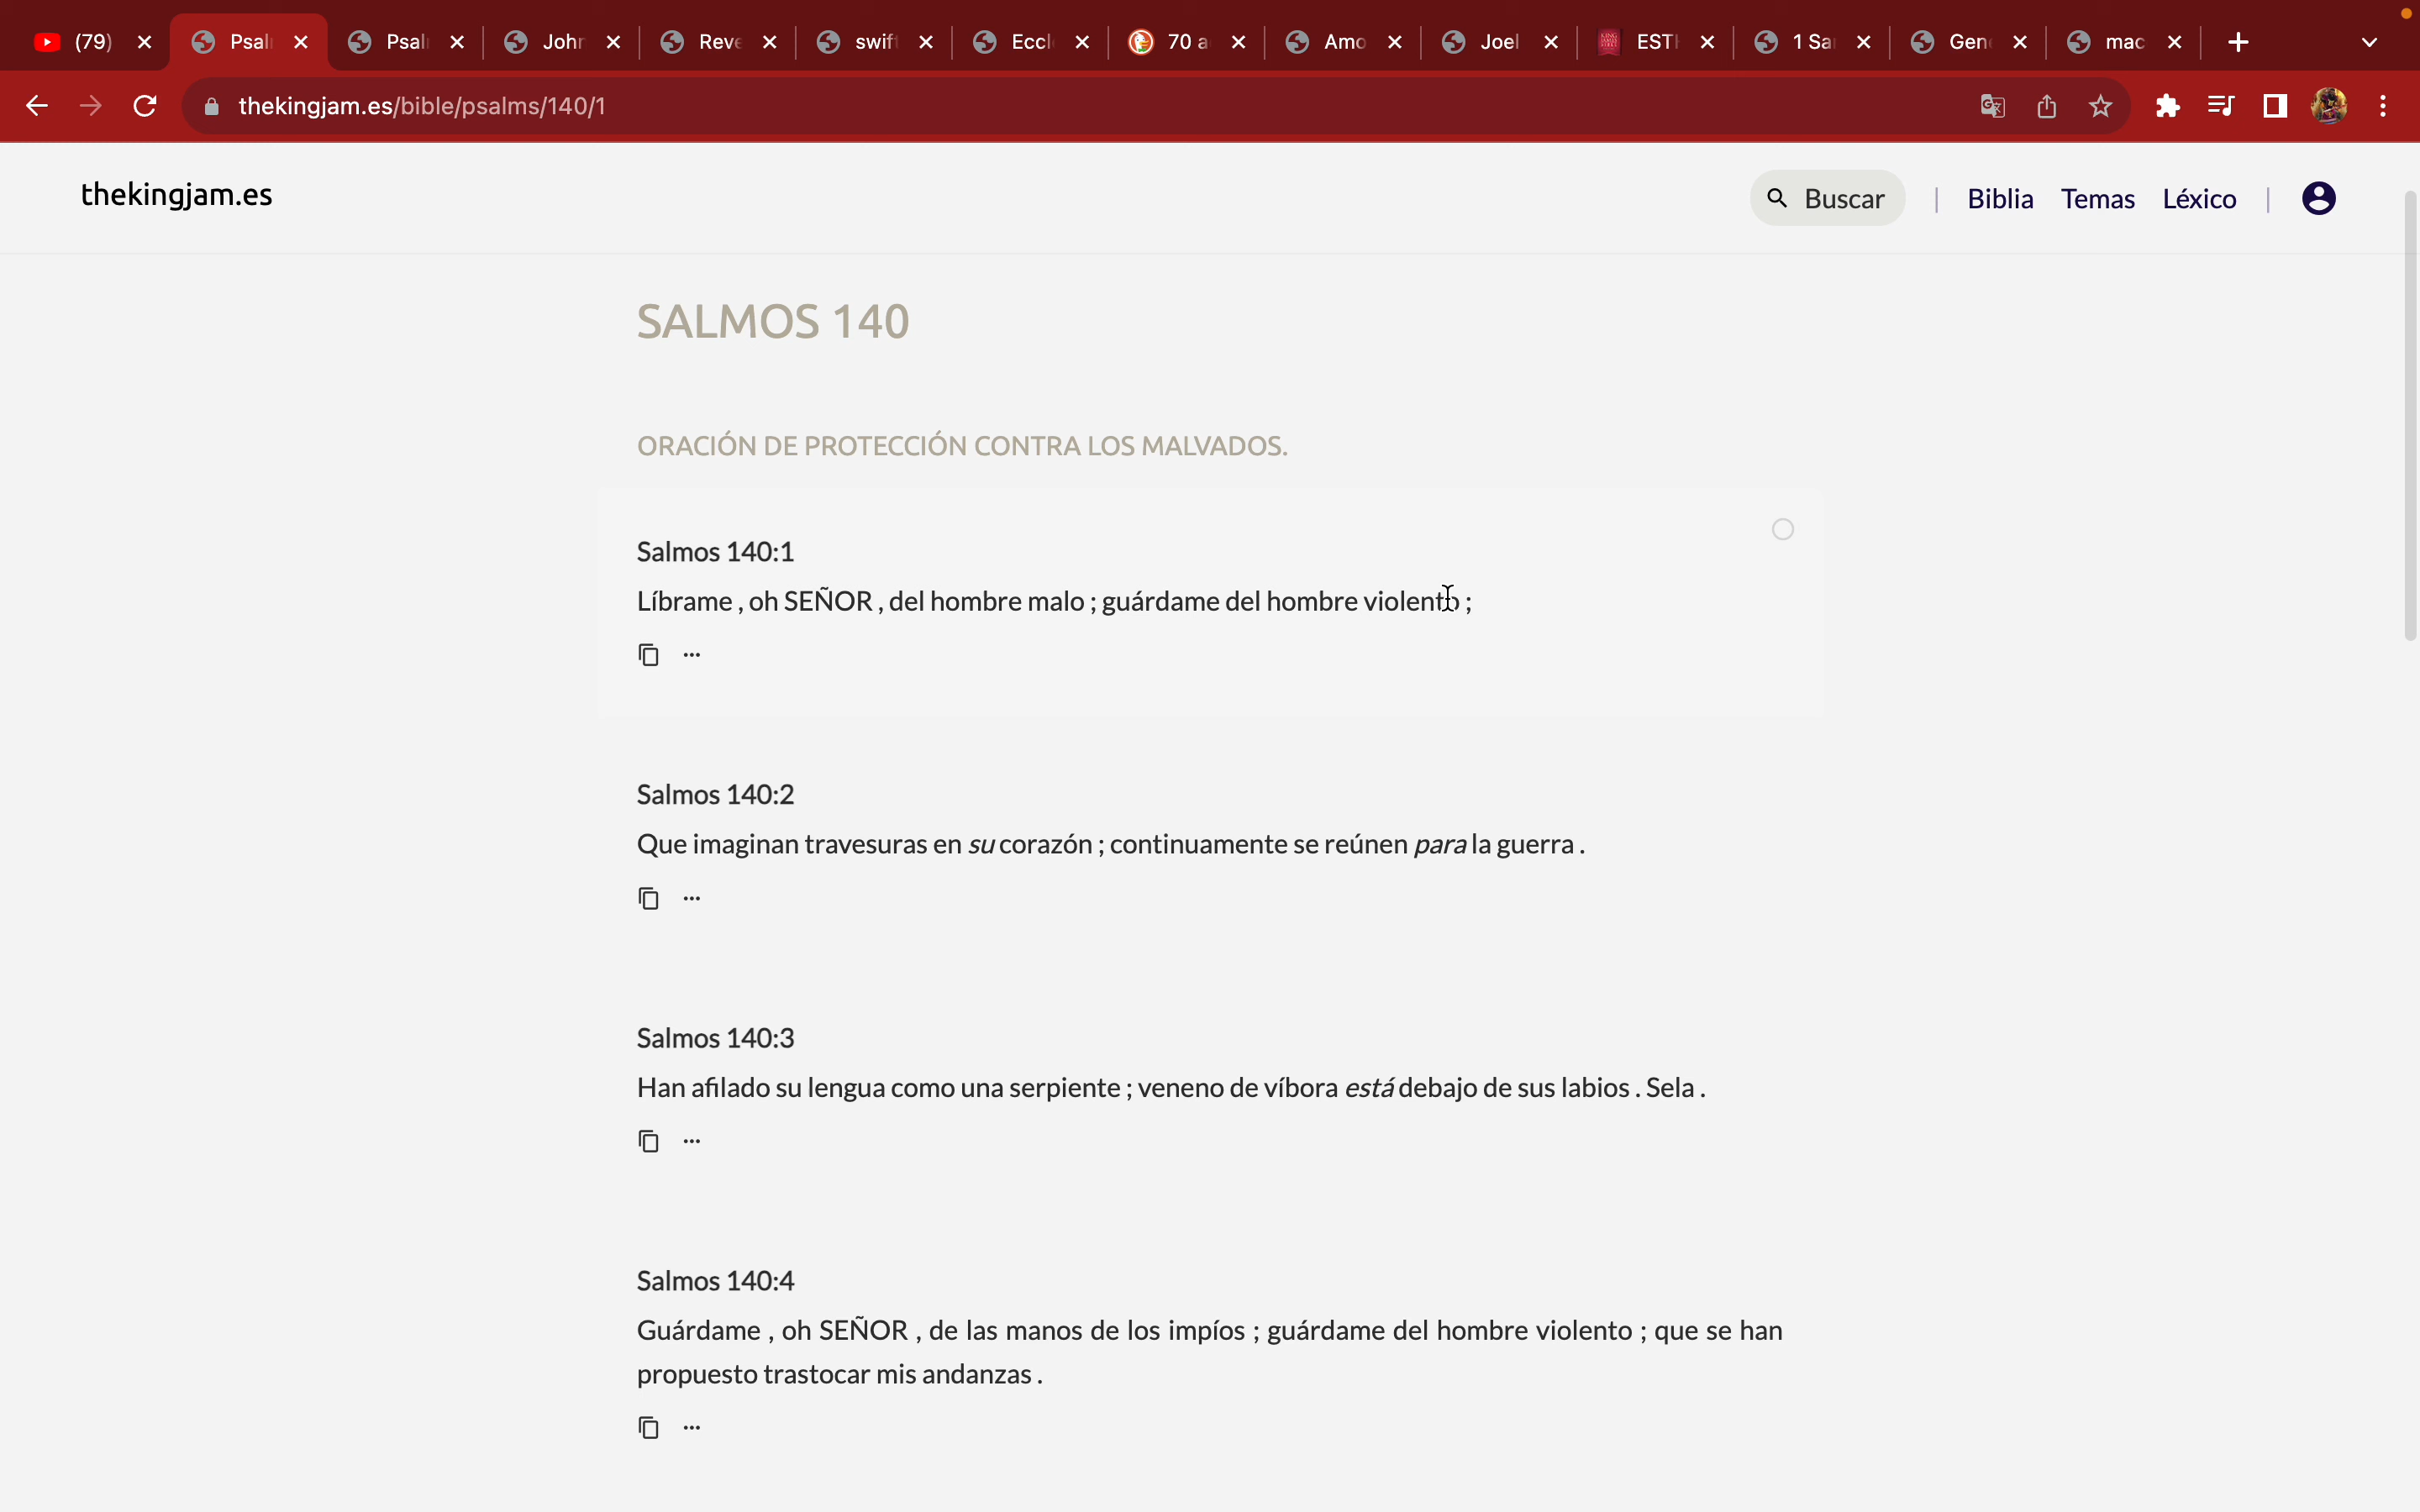 (79)
Psal
Psal
John
Reve
swift
Eccl
70 a
Amo
Joel
EST
1 Sa
Gen
mac
thekingjam.es/bible/psalms/140/1
thekingjam.es
Buscar
Biblia
Temas
Léxico
SALMOS 140
ORACIÓN DE PROTECCIÓN CONTRA LOS MALVADOS.
Salmos 140:1
Líbrame , oh SEÑOR , del hombre malo ; guárdame del hombre violento ;
Salmos 140:2
Que imaginan travesuras en su corazón ; continuamente se reúnen para la guerra .
Salmos 140:3
Han afilado su lengua como una serpiente ; veneno de víbora está debajo de sus labios . Sela .
Salmos 140:4
Guárdame , oh SEÑOR , de las manos de los impíos ; guárdame del hombre violento ; que se han
propuesto trastocar mis andanzas .